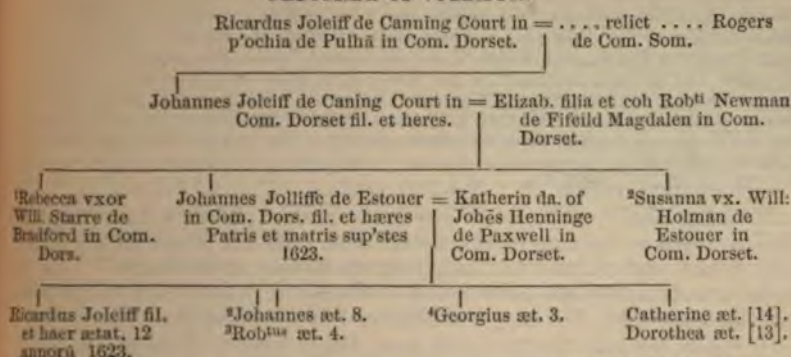 Ricardus Joleiff de Canning Court in = . . . . relict . . . . Rogers
p'ochia de Pulhā in Com. Dorset. de Com. Som.
Johannes Joleiff de Caning Court in = Elizab. filia et coh Robti Newman
Com. Dorset fil. et heres. de Fifeild Magdalen in Com.
Dorset.
¹Rebecca vxor
Will. Starre de
Bradford in Com.
Dors.
Johannes Jolliffe de Estouer = Katherin da. of
in Com. Dors. fil. et hæres Johēs Henninge
Patris et matris sup'stes de Paxwell in
1623. Com. Dorset.
²Susanna vx. Will:
Holman de
Estouer in
Com. Dorset.
Ricardus Joleiff fil.
et haer ætat. 12
annorū 1623.
²Johannes æt. 8.
³Robtus æt. 4.
⁴Georgius æt. 3.
Catherine æt. [14].
Dorothea æt. [13].